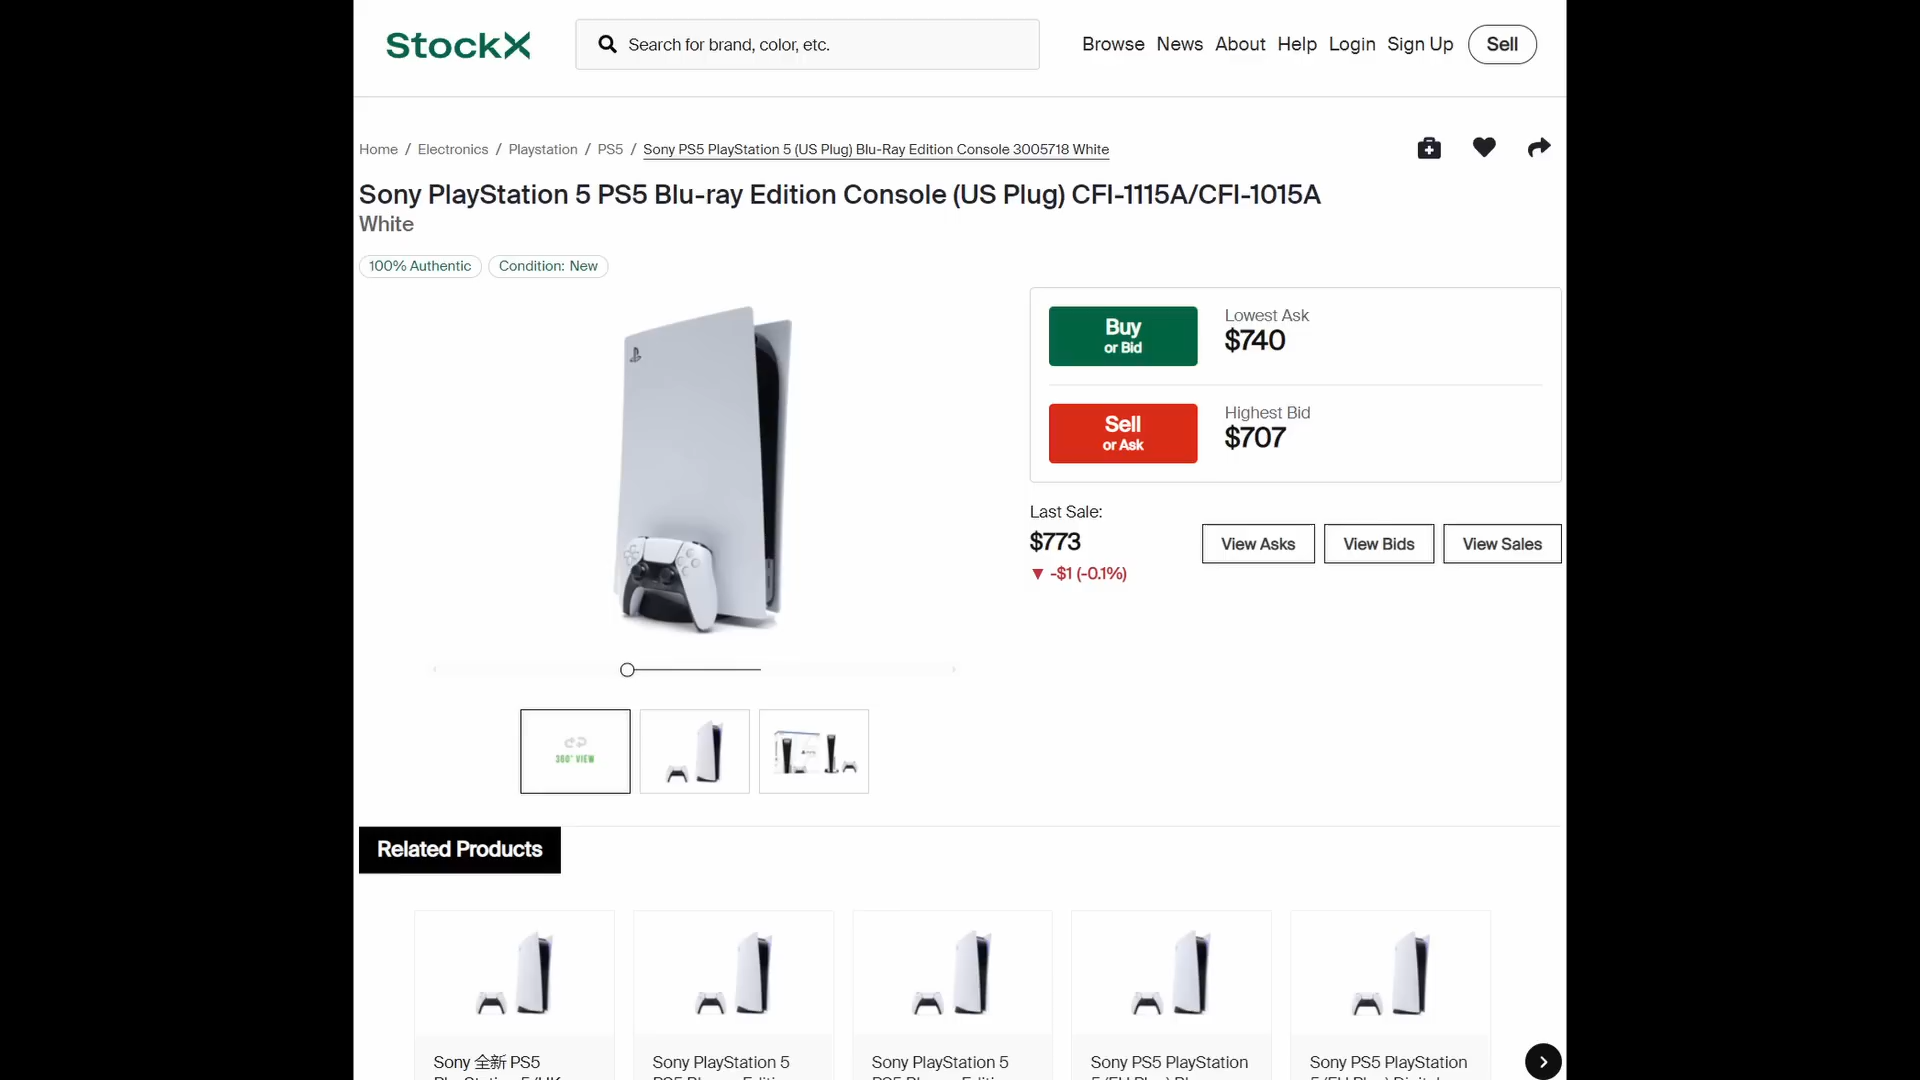 StockX
Search for brand, color, etc.
Browse News About Help Login Sign Up Sell
Home / Electronics / Playstation / PS5 / Sony PS5 PlayStation 5 (US Plug) Blu-Ray Edition Console 3005718 White
Sony PlayStation 5 PS5 Blu-ray Edition Console (US Plug) CFI-1115A/CFI-1015A
White
100% Authentic
Condition: New
Buy
or Bid
Lowest Ask
$740
Sell
or Ask
Highest Bid
$707
Last Sale:
$773
▼ -$1 (-0.1%)
View Asks
View Bids
View Sales
360° VIEW
Related Products
Sony 全新 PS5
Sony PlayStation 5
Sony PlayStation 5
Sony PS5 PlayStation
Sony PS5 PlayStation